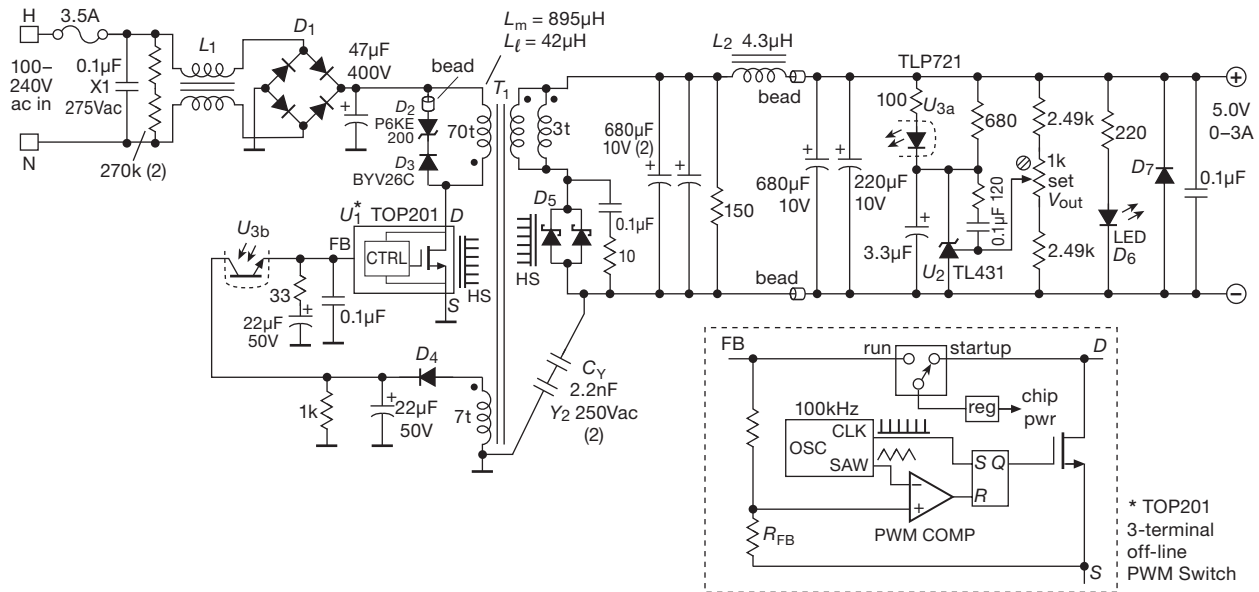 H
3.5A
100–
240V
ac in
N
0.1µF
X1
275Vac
270k (2)
L1
D1
47µF
400V
+
bead
Lm = 895µH
Lℓ = 42µH
D2
P6KE
200
D3
BYV26C
70t
T1
3t
U1*
TOP201
D
FB
CTRL
S
HS
U3b
33
22µF
50V
+
0.1µF
D4
1k
+
22µF
50V
7t
HS
D5
0.1µF
10
CY
2.2nF
Y2 250Vac
(2)
680µF
10V (2)
+
+
150
L2 4.3µH
bead
bead
+
680µF
10V
+
220µF
10V
TLP721
100
U3a
680
+
3.3µF
120
0.1µF
U2
TL431
2.49k
1k
set
Vout
2.49k
220
LED
D6
D7
0.1µF
+
5.0V
0–3A
−
FB
run
startup
D
reg
chip
pwr
100kHz
OSC
CLK
SAW
S Q
R
−
+
PWM COMP
RFB
S
* TOP201
3-terminal
off-line
PWM Switch